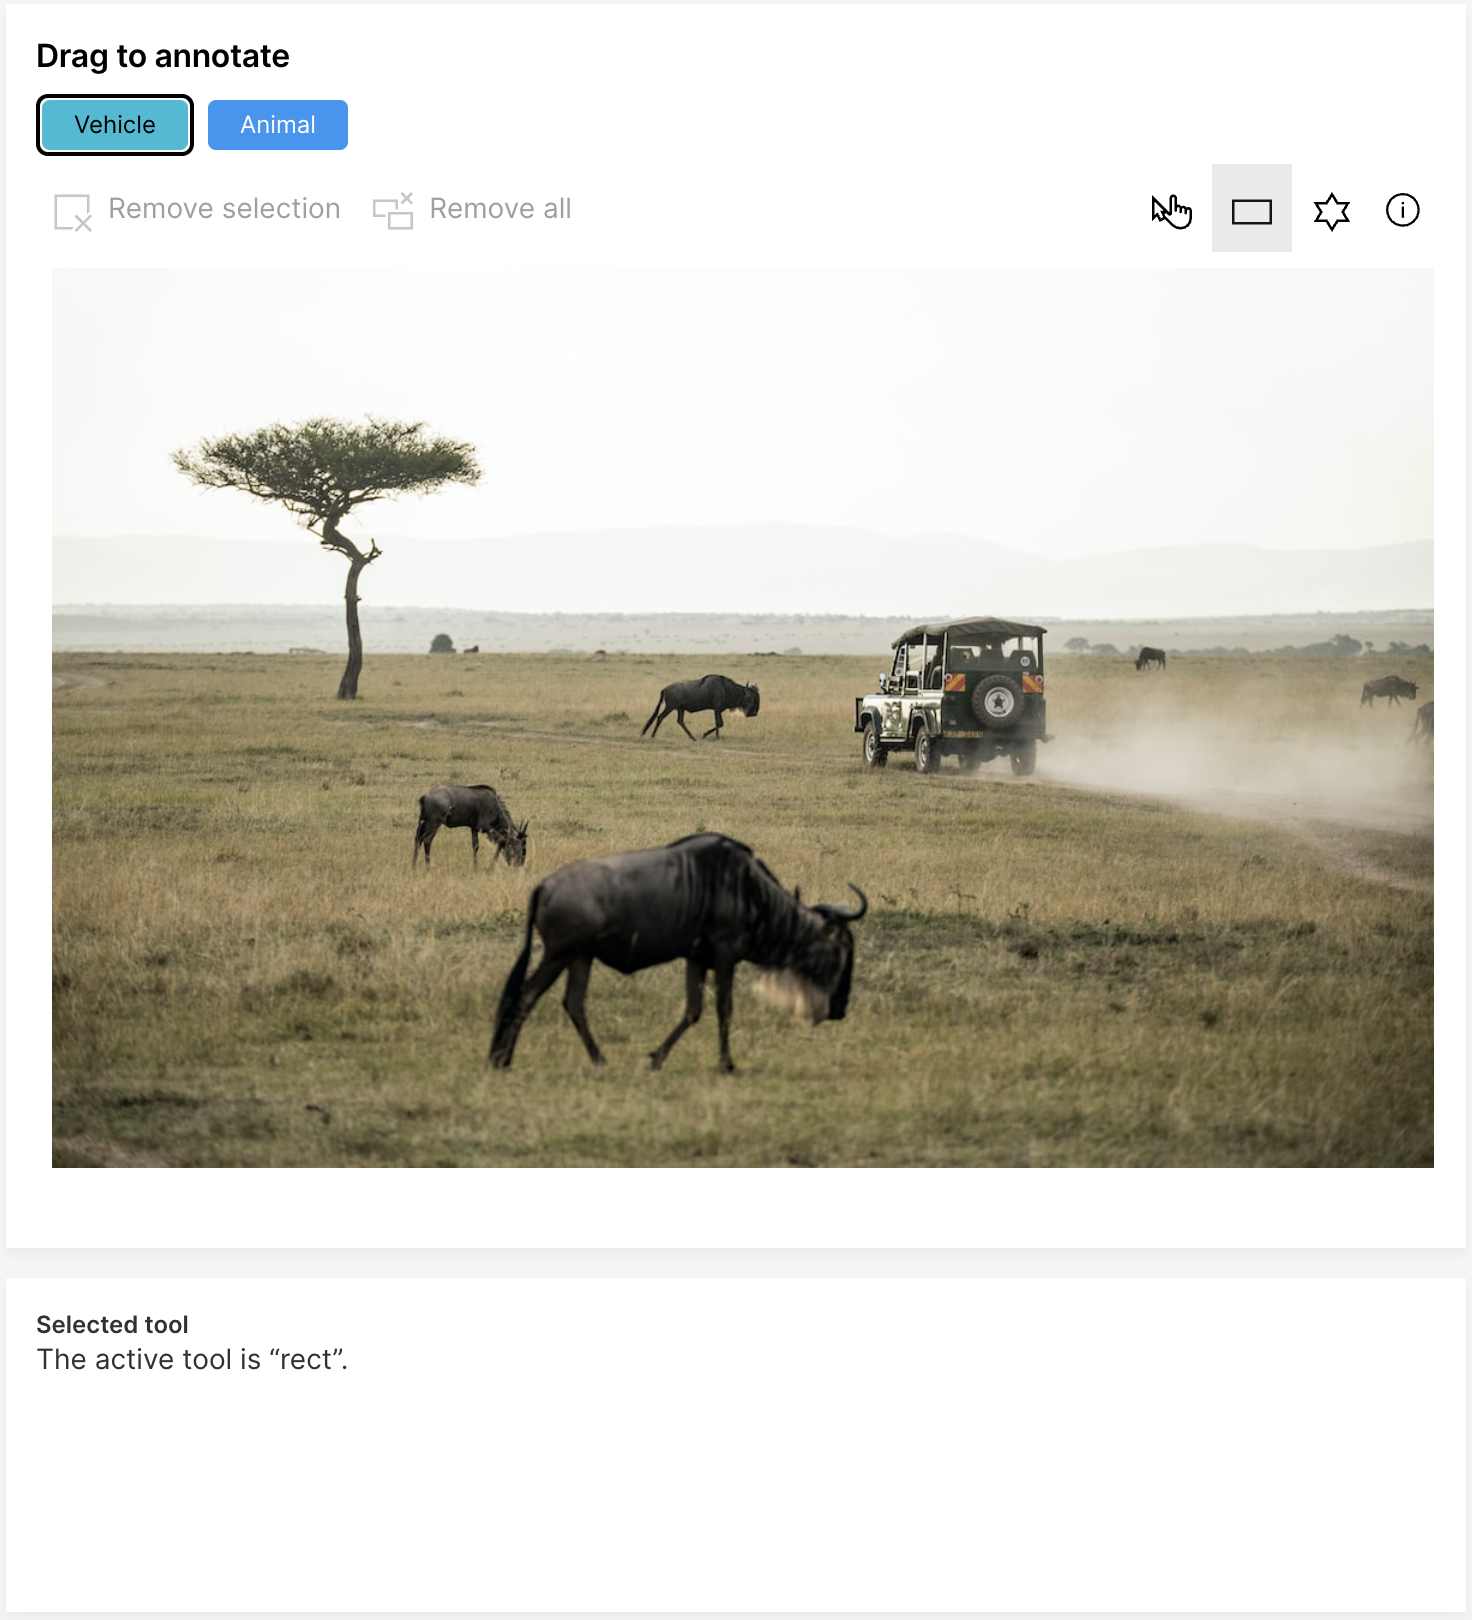 Drag to annotate
Vehicle
Animal
Remove selection
Remove all
Selected tool
The active tool is “rect”.